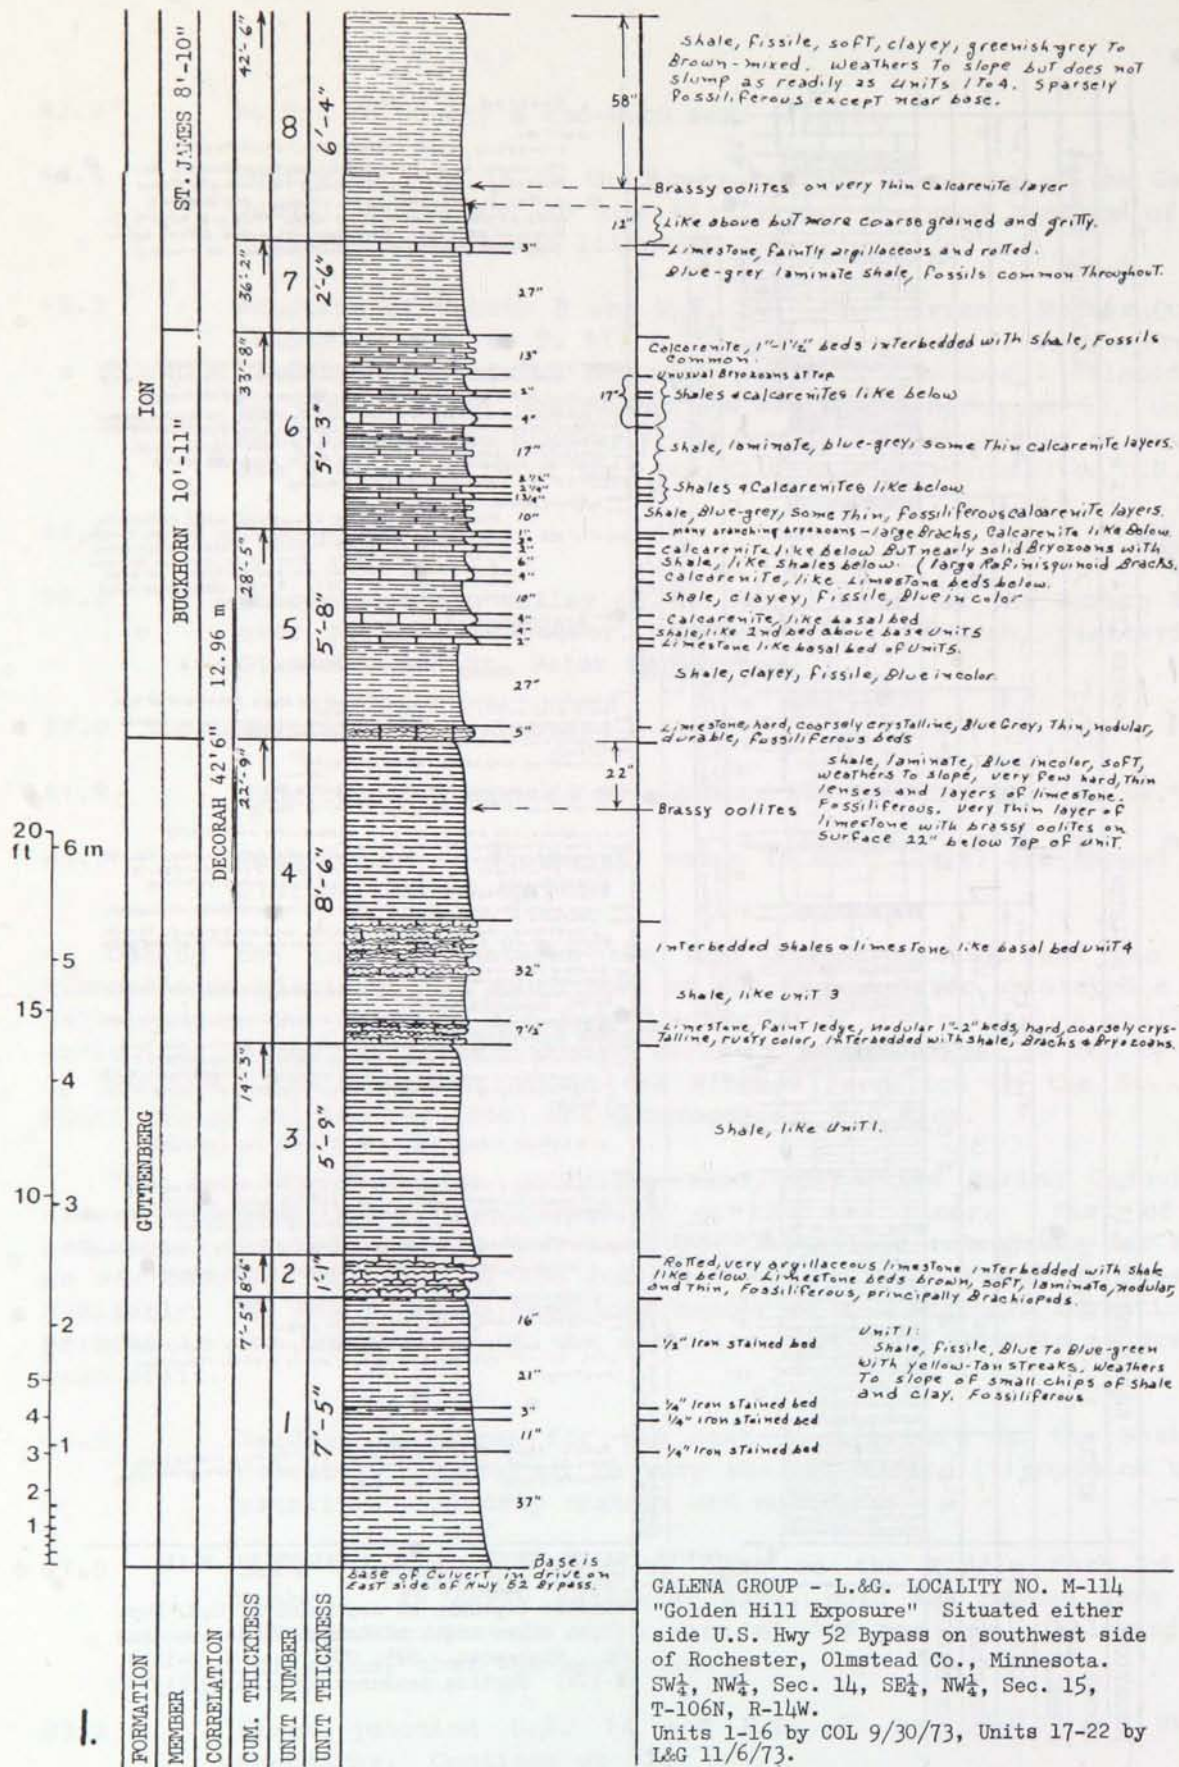 Shale, fissile, soft, clayey, greenish-grey to
Brown-mixed. Weathers to slope but does not
slump as readily as units 1 to 4. Sparsely
Fossiliferous except near base.
58"
Brassy oolites on very thin calcarenite layer
12"
Like above but more coarse grained and gritty.
3"
Limestone, faintly argillaceous and rotted.
Blue-grey laminate shale, fossils common throughout.
27"
13"
Calcarenite, 1"-1½" beds interbedded with shale, Fossils
Common.
Unusual Bryozoans at top
17"
Shales & calcarenites like below
4"
Shale, laminate, blue-grey, some thin calcarenite layers.
17"
Shales & Calcarenites like below
1¾"
Shale, Blue-grey, some thin, fossiliferous calcarenite layers.
10"
many branching bryozoans - large Brachs, Calcarenite like below
1"
calcarenite like below But nearly solid Bryozoans with
shale, like shales below. (large Rafinisquinoid Brachs.
6"
calcarenite, like Limestone beds below.
4"
Shale, clayey, fissile, Blue in color
10"
Calcarenite, like basal bed
4"
Shale, like 2nd bed above base Unit 5
4"
Limestone like basal bed of Unit 5.
2"
Shale, clayey, fissile, Blue in color.
27"
Limestone, hard, coarsely crystalline, Blue Grey, Thin, nodular,
durable, fossiliferous beds
5"
22"
Shale, laminate, Blue in color, soft,
weathers to slope, very few hard, thin
lenses and layers of limestone.
Fossiliferous. Very thin layer of
limestone with brassy oolites on
Surface 22" below top of unit.
Brassy oolites
Interbedded shales & limestone like basal bed unit 4
32"
Shale, like unit 3
7½"
Limestone, faint ledge, nodular 1"-2" beds, hard, coarsely crys-
talline, rusty color, interbedded with shale, Brachs & Bryozoans.
Shale, like Unit 1.
Rotted, very argillaceous limestone interbedded with shale
like below. Limestone beds brown, soft, laminate, nodular,
and thin, Fossiliferous, principally Brachiopods.
16"
½" Iron stained bed
Unit 1:
Shale, fissile, Blue to Blue-green
with yellow-tan streaks. Weathers
To slope of small chips of shale
and clay. Fossiliferous
21"
¼" Iron stained bed
3"
¼" Iron stained bed
11"
¼" Iron stained bed
37"
Base is
base of Culvert in drive on
East side of Hwy 52 Bypass.
ION
GUTTENBERG
ST. JAMES 8'-10"
BUCKHORN 10'-11"
DECORAH 42'6" 12.96 m
42'-6"
36'-2"
33'-8"
28'-5"
22'-9"
14'-3"
8'-6"
7'-5"
8
7
6
5
4
3
2
1
6'-4"
2'-6"
5'-3"
5'-8"
8'-6"
5'-9"
1'-1"
7'-5"
20
ft
6 m
5
15
4
10
3
2
5
4
3
1
2
1
FORMATION
MEMBER
CORRELATION
CUM. THICKNESS
UNIT NUMBER
UNIT THICKNESS
GALENA GROUP - L.&G. LOCALITY NO. M-114
"Golden Hill Exposure" Situated either
side U.S. Hwy 52 Bypass on southwest side
of Rochester, Olmstead Co., Minnesota.
SW¼, NW¼, Sec. 14, SE¼, NW¼, Sec. 15,
T-106N, R-14W.
Units 1-16 by COL 9/30/73, Units 17-22 by
L&G 11/6/73.
1.